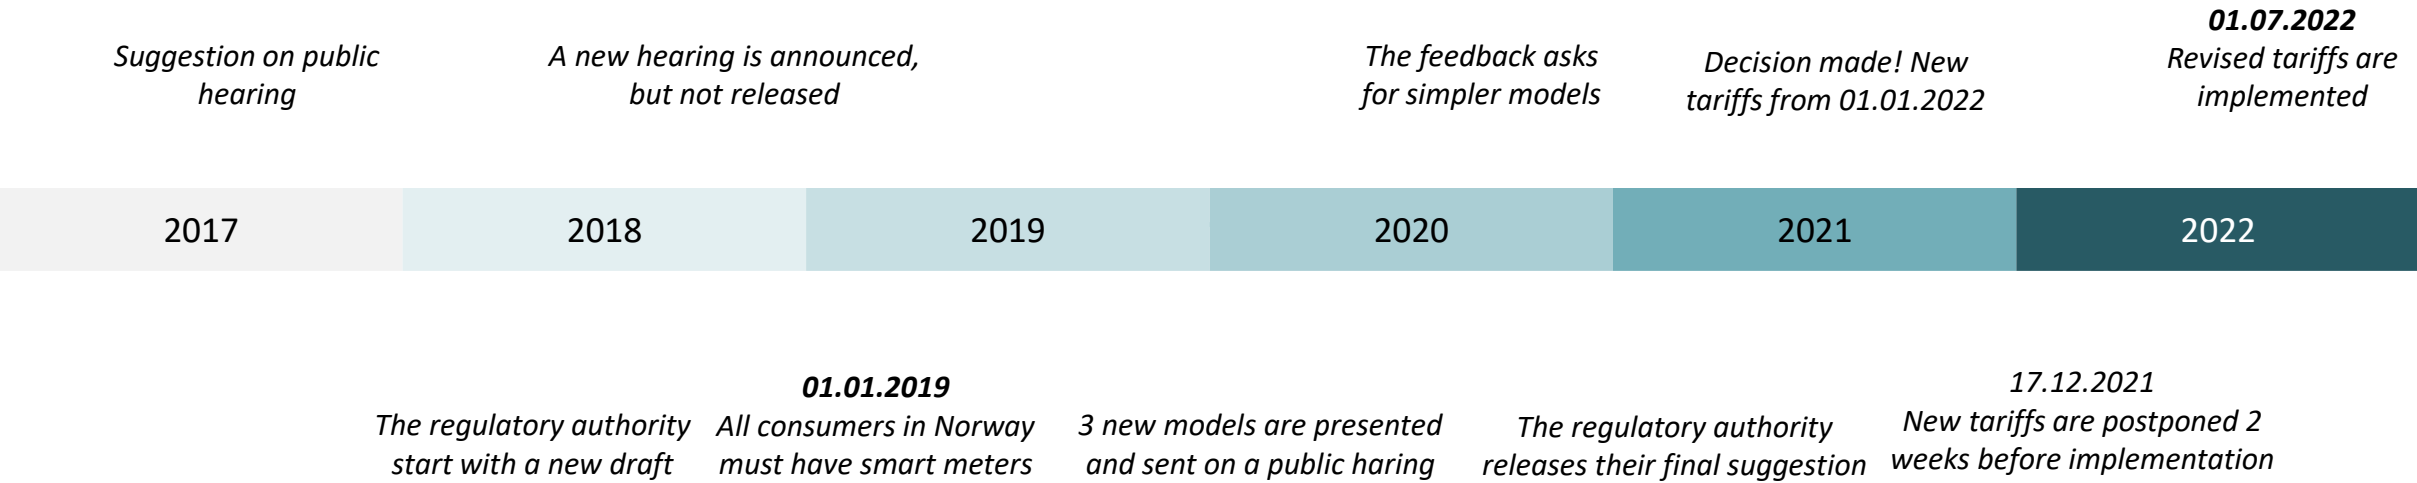 Suggestion on public
hearing
A new hearing is announced,
but not released
The feedback asks
for simpler models
Decision made! New
tariffs from 01.01.2022
01.07.2022
Revised tariffs are
implemented
2017
2018
2019
2020
2021
2022
The regulatory authority
start with a new draft
01.01.2019
All consumers in Norway
must have smart meters
3 new models are presented
and sent on a public haring
The regulatory authority
releases their final suggestion
17.12.2021
New tariffs are postponed 2
weeks before implementation